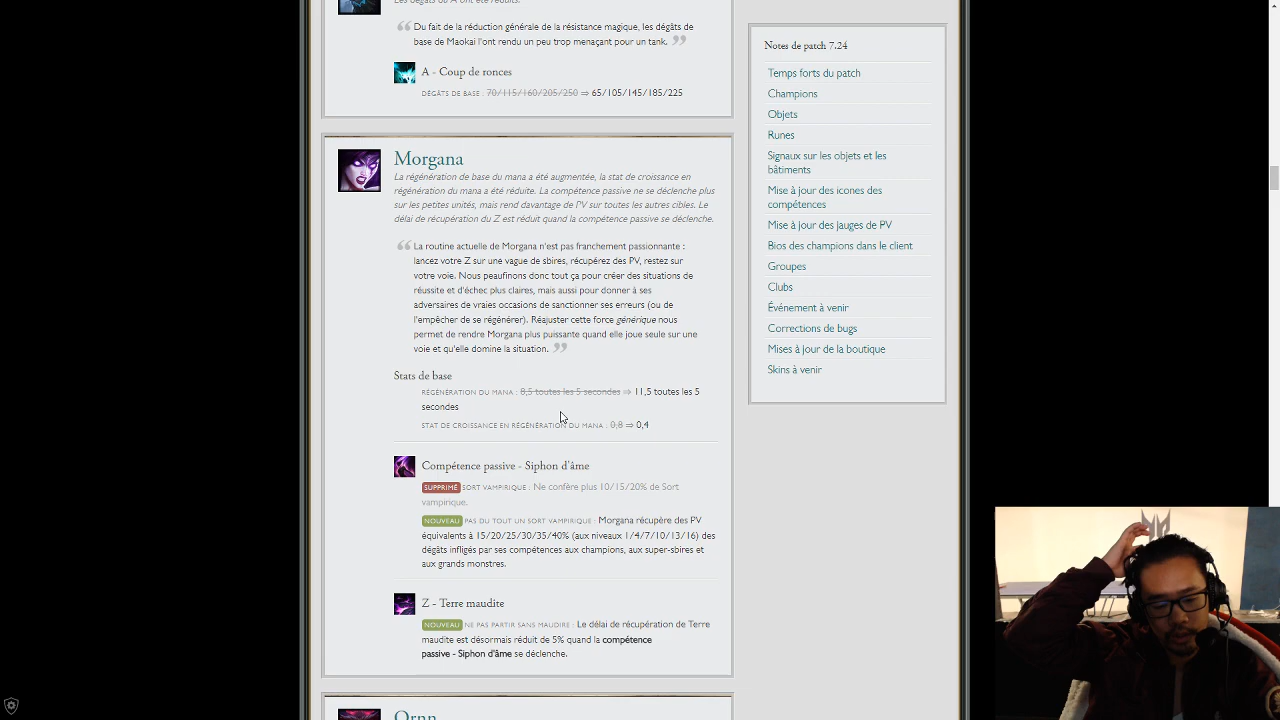 Les dégâts du A ont été réduits.
Du fait de la réduction générale de la résistance magique, les dégâts de
base de Maokai l'ont rendu un peu trop menaçant pour un tank.
A - Coup de ronces
DÉGÂTS DE BASE : 70/115/160/205/250 ⇒ 65/105/145/185/225
Morgana
La régénération de base du mana a été augmentée, la stat de croissance en
régénération du mana a été réduite. La compétence passive ne se déclenche plus
sur les petites unités, mais rend davantage de PV sur toutes les autres cibles. Le
délai de récupération du Z est réduit quand la compétence passive se déclenche.
La routine actuelle de Morgana n'est pas franchement passionnante :
lancez votre Z sur une vague de sbires, récupérez des PV, restez sur
votre voie. Nous peaufinons donc tout ça pour créer des situations de
réussite et d'échec plus claires, mais aussi pour donner à ses
adversaires de vraies occasions de sanctionner ses erreurs (ou de
l'empêcher de se régénérer). Réajuster cette force générique nous
permet de rendre Morgana plus puissante quand elle joue seule sur une
voie et qu'elle domine la situation.
Stats de base
RÉGÉNÉRATION DU MANA : 8,5 toutes les 5 secondes ⇒ 11,5 toutes les 5
secondes
STAT DE CROISSANCE EN RÉGÉNÉRATION DU MANA : 0,8 ⇒ 0,4
Compétence passive - Siphon d'âme
SUPPRIMÉ SORT VAMPIRIQUE : Ne confère plus 10/15/20% de Sort
vampirique.
NOUVEAU PAS DU TOUT UN SORT VAMPIRIQUE : Morgana récupère des PV
équivalents à 15/20/25/30/35/40% (aux niveaux 1/4/7/10/13/16) des
dégâts infligés par ses compétences aux champions, aux super-sbires et
aux grands monstres.
Z - Terre maudite
NOUVEAU NE PAS PARTIR SANS MAUDIRE : Le délai de récupération de Terre
maudite est désormais réduit de 5% quand la compétence
passive - Siphon d'âme se déclenche.
Ornn
Notes de patch 7.24
Temps forts du patch
Champions
Objets
Runes
Signaux sur les objets et les
bâtiments
Mise à jour des icones des
compétences
Mise à jour des jauges de PV
Bios des champions dans le client
Groupes
Clubs
Événement à venir
Corrections de bugs
Mises à jour de la boutique
Skins à venir